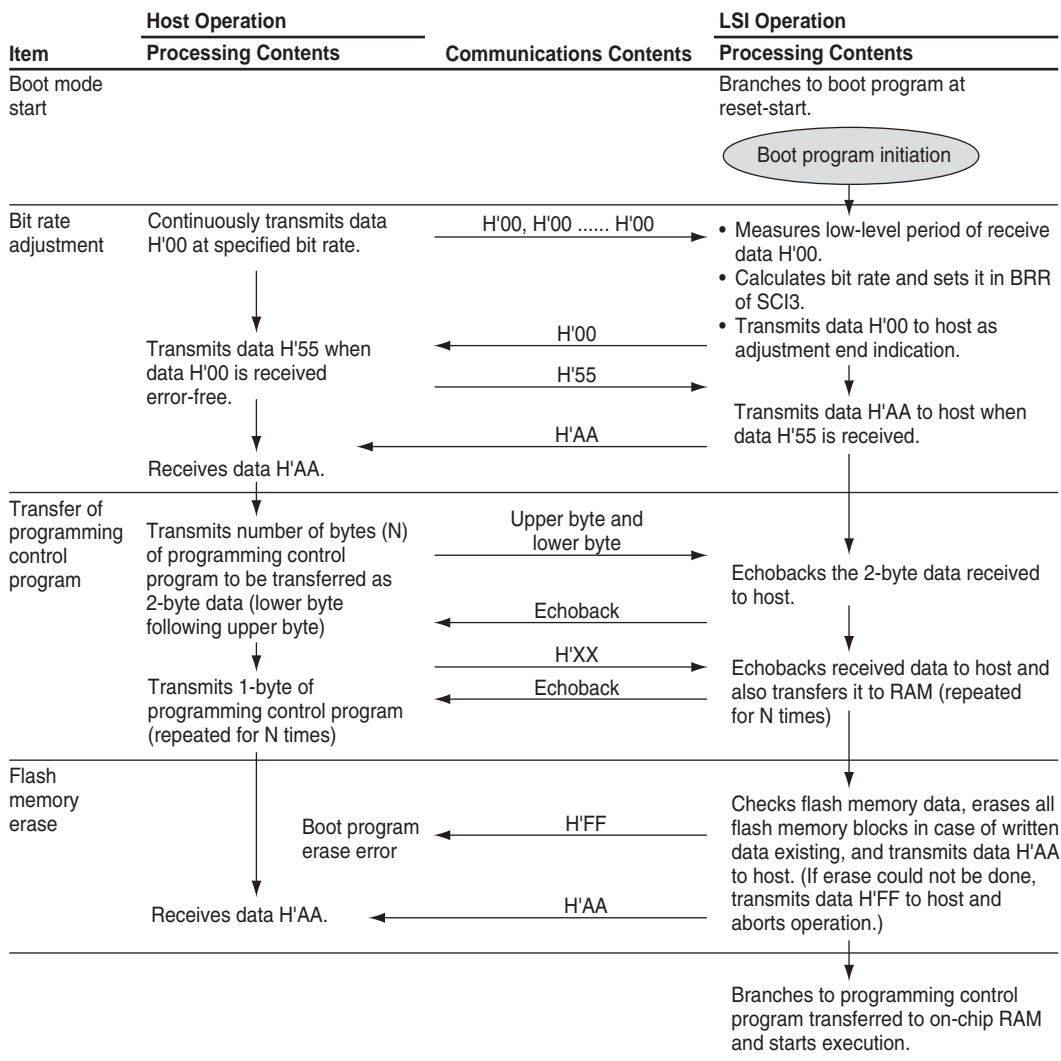 Host Operation
LSI Operation
Item
Processing Contents
Communications Contents
Processing Contents
Boot mode
start
Branches to boot program at
reset-start.
Boot program initiation
Bit rate
adjustment
Continuously transmits data
H'00 at specified bit rate.
H'00, H'00 ...... H'00
• Measures low-level period of receive
data H'00.
• Calculates bit rate and sets it in BRR
of SCI3.
• Transmits data H'00 to host as
adjustment end indication.
H'00
Transmits data H'55 when
data H'00 is received
error-free.
H'55
Transmits data H'AA to host when
data H'55 is received.
H'AA
Receives data H'AA.
Transfer of
programming
control
program
Transmits number of bytes (N)
of programming control
program to be transferred as
2-byte data (lower byte
following upper byte)
Upper byte and
lower byte
Echobacks the 2-byte data received
to host.
Echoback
H'XX
Echobacks received data to host and
also transfers it to RAM (repeated
for N times)
Echoback
Transmits 1-byte of
programming control program
(repeated for N times)
Flash
memory
erase
Checks flash memory data, erases all
flash memory blocks in case of written
data existing, and transmits data H'AA
to host. (If erase could not be done,
transmits data H'FF to host and
aborts operation.)
Boot program
erase error
H'FF
H'AA
Receives data H'AA.
Branches to programming control
program transferred to on-chip RAM
and starts execution.